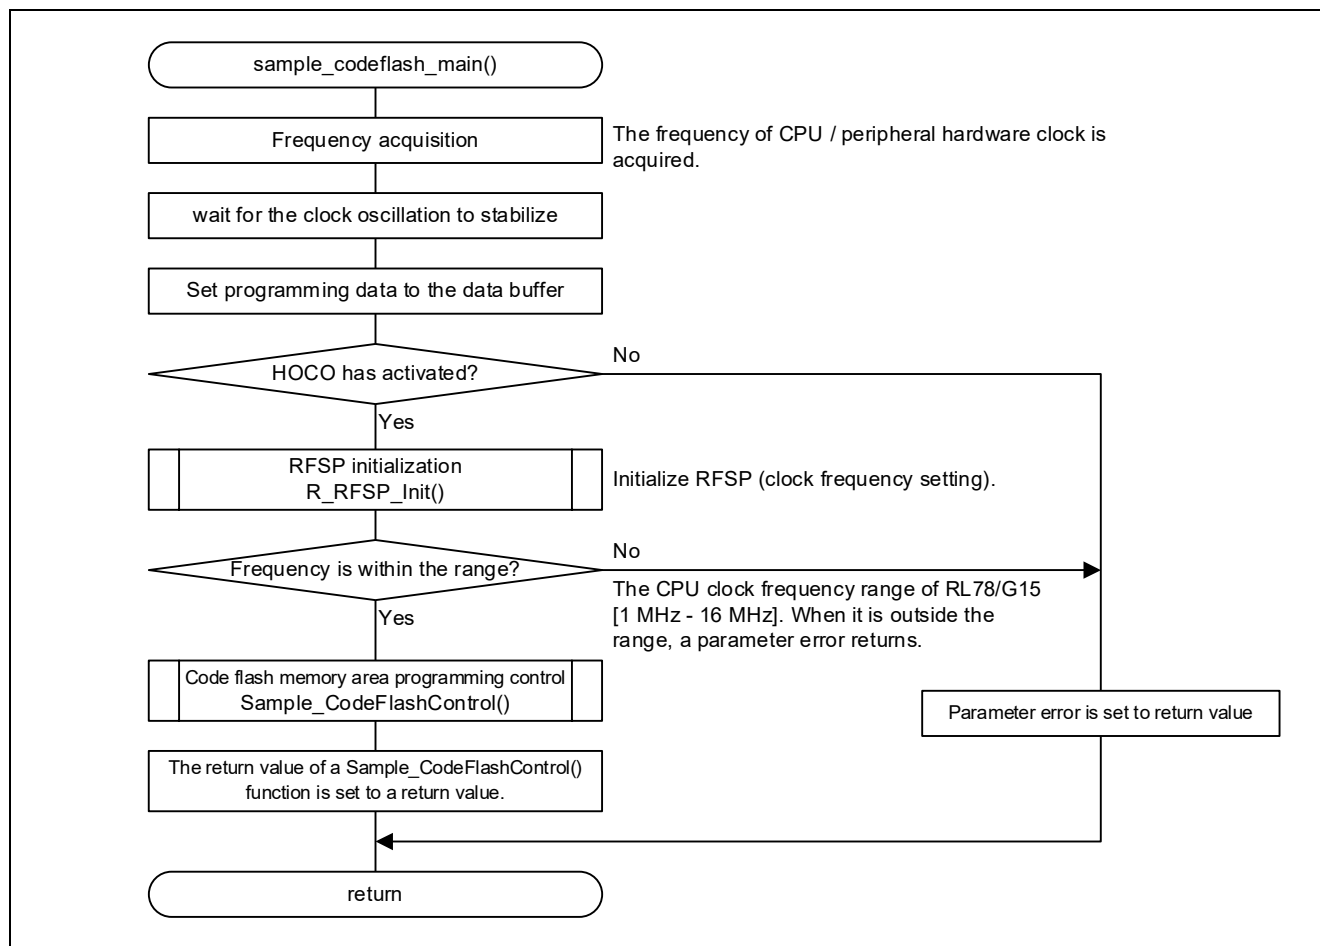 sample_codeflash_main()
Frequency acquisition
The frequency of CPU / peripheral hardware clock is
acquired.
wait for the clock oscillation to stabilize
Set programming data to the data buffer
HOCO has activated?
No
Yes
RFSP initialization
R_RFSP_Init()
Initialize RFSP (clock frequency setting).
Frequency is within the range?
No
The CPU clock frequency range of RL78/G15
[1 MHz - 16 MHz]. When it is outside the
range, a parameter error returns.
Yes
Code flash memory area programming control
Sample_CodeFlashControl()
Parameter error is set to return value
The return value of a Sample_CodeFlashControl()
function is set to a return value.
return